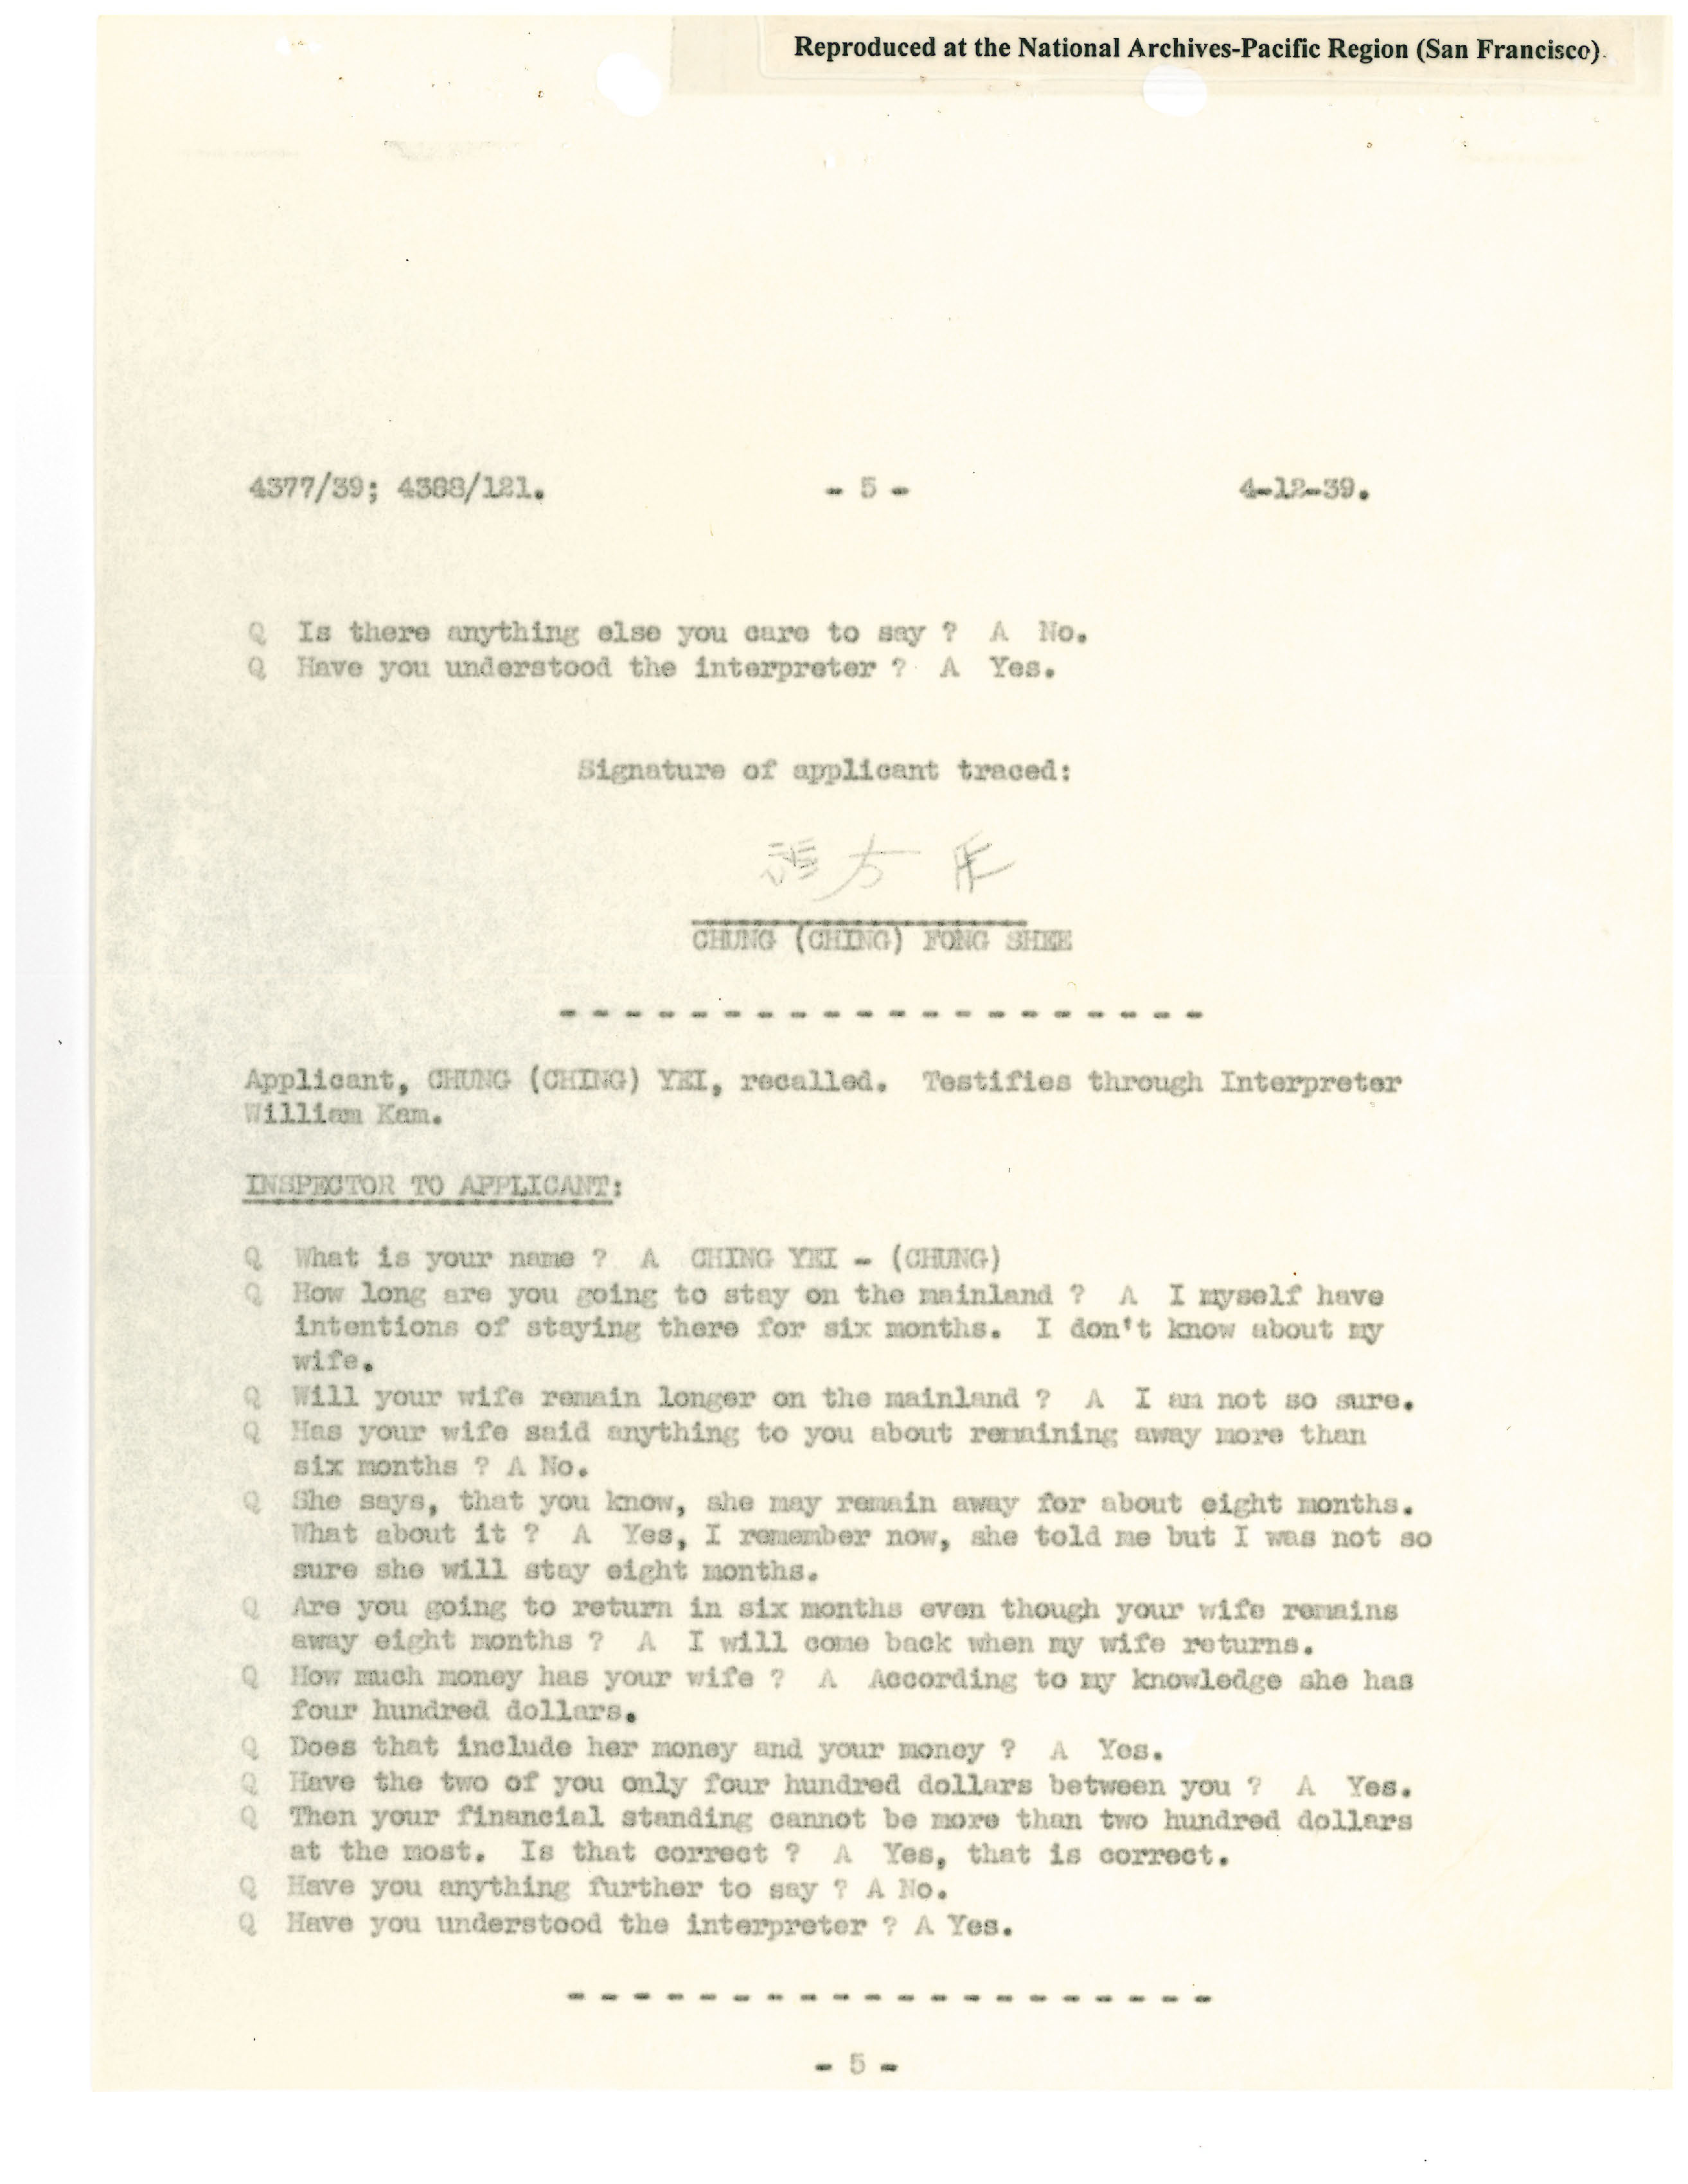 Reproduced at the National Archives-Pacific Region (San Francisco).
4377/39; 4388/121. - 5 - 4-12-39.
Q Is there anything else you care to say ? A No.
Q Have you understood the interpreter ? A Yes.
Signature of applicant traced:
方氏
CHUNG (CHING) FONG SHEE
Applicant, CHUNG (CHING) YEI, recalled. Testifies through Interpreter
William Kam.
INSPECTOR TO APPLICANT:
Q What is your name ? A CHING YEI - (CHUNG)
Q How long are you going to stay on the mainland ? A I myself have
intentions of staying there for six months. I don't know about my
wife.
Q Will your wife remain longer on the mainland ? A I am not so sure.
Q Has your wife said anything to you about remaining away more than
six months ? A No.
Q She says, that you know, she may remain away for about eight months.
What about it ? A Yes, I remember now, she told me but I was not so
sure she will stay eight months.
Q Are you going to return in six months even though your wife remains
away eight months ? A I will come back when my wife returns.
Q How much money has your wife ? A According to my knowledge she has
four hundred dollars.
Q Does that include her money and your money ? A Yes.
Q Have the two of you only four hundred dollars between you ? A Yes.
Q Then your financial standing cannot be more than two hundred dollars
at the most. Is that correct ? A Yes, that is correct.
Q Have you anything further to say ? A No.
Q Have you understood the interpreter ? A Yes.
- 5 -